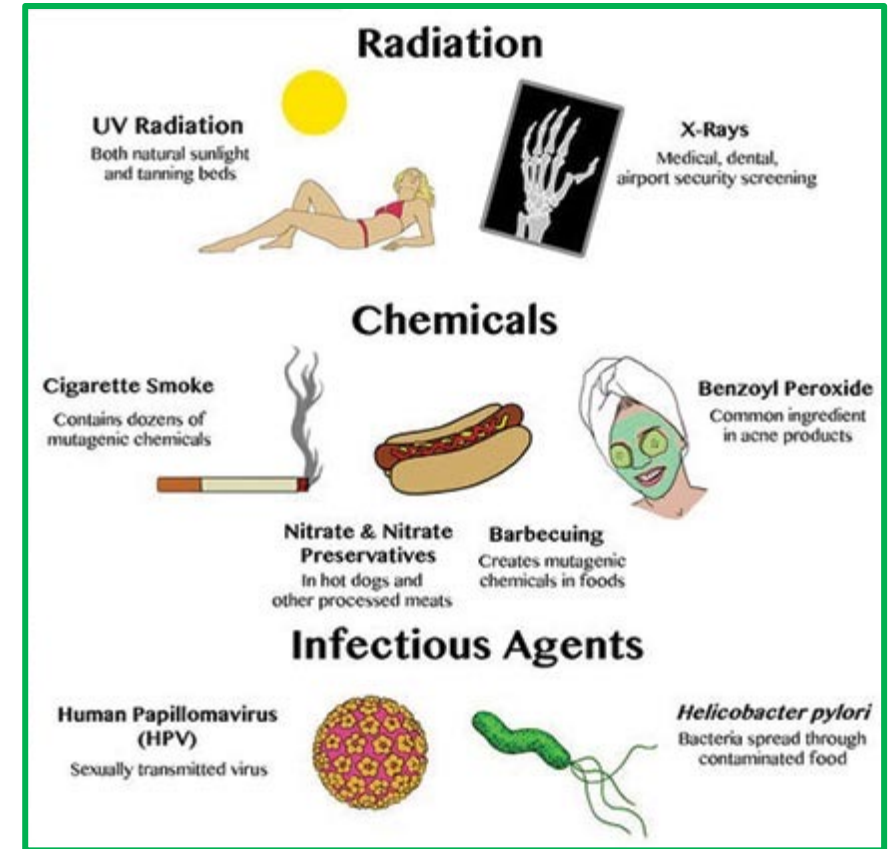 Radiation
UV Radiation
Both natural sunlight
and tanning beds
X-Rays
Medical, dental,
airport security screening
Chemicals
Cigarette Smoke
Contains dozens of
mutagenic chemicals
Benzoyl Peroxide
Common ingredient
in acne products
Nitrate & Nitrate
Preservatives
In hot dogs and
other processed meats
Barbecuing
Creates mutagenic
chemicals in foods
Infectious Agents
Human Papillomavirus
(HPV)
Sexually transmitted virus
Helicobacter pylori
Bacteria spread through
contaminated food